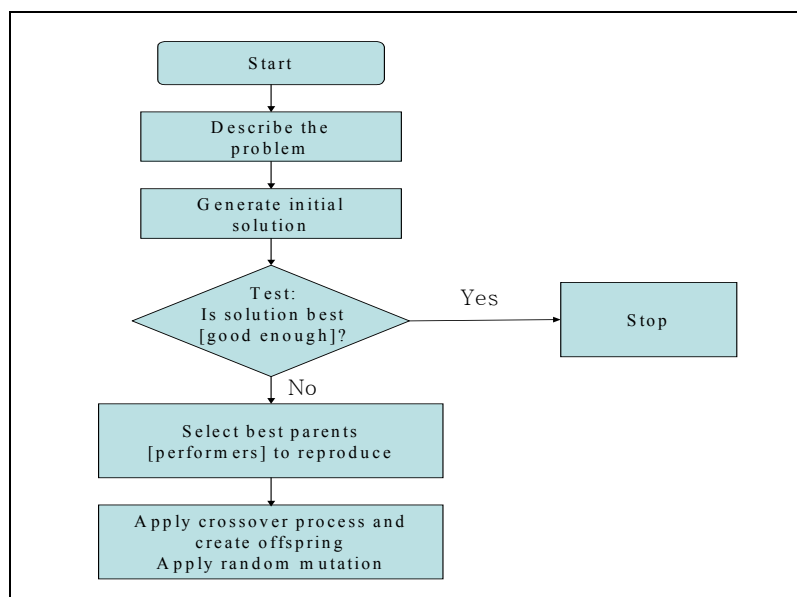 Start
Describe the
problem
Generate initial
solution
Test:
Is solution best
[good enough]?
Yes
Stop
No
Select best parents
[performers] to reproduce
Apply crossover process and
create offspring
Apply random mutation